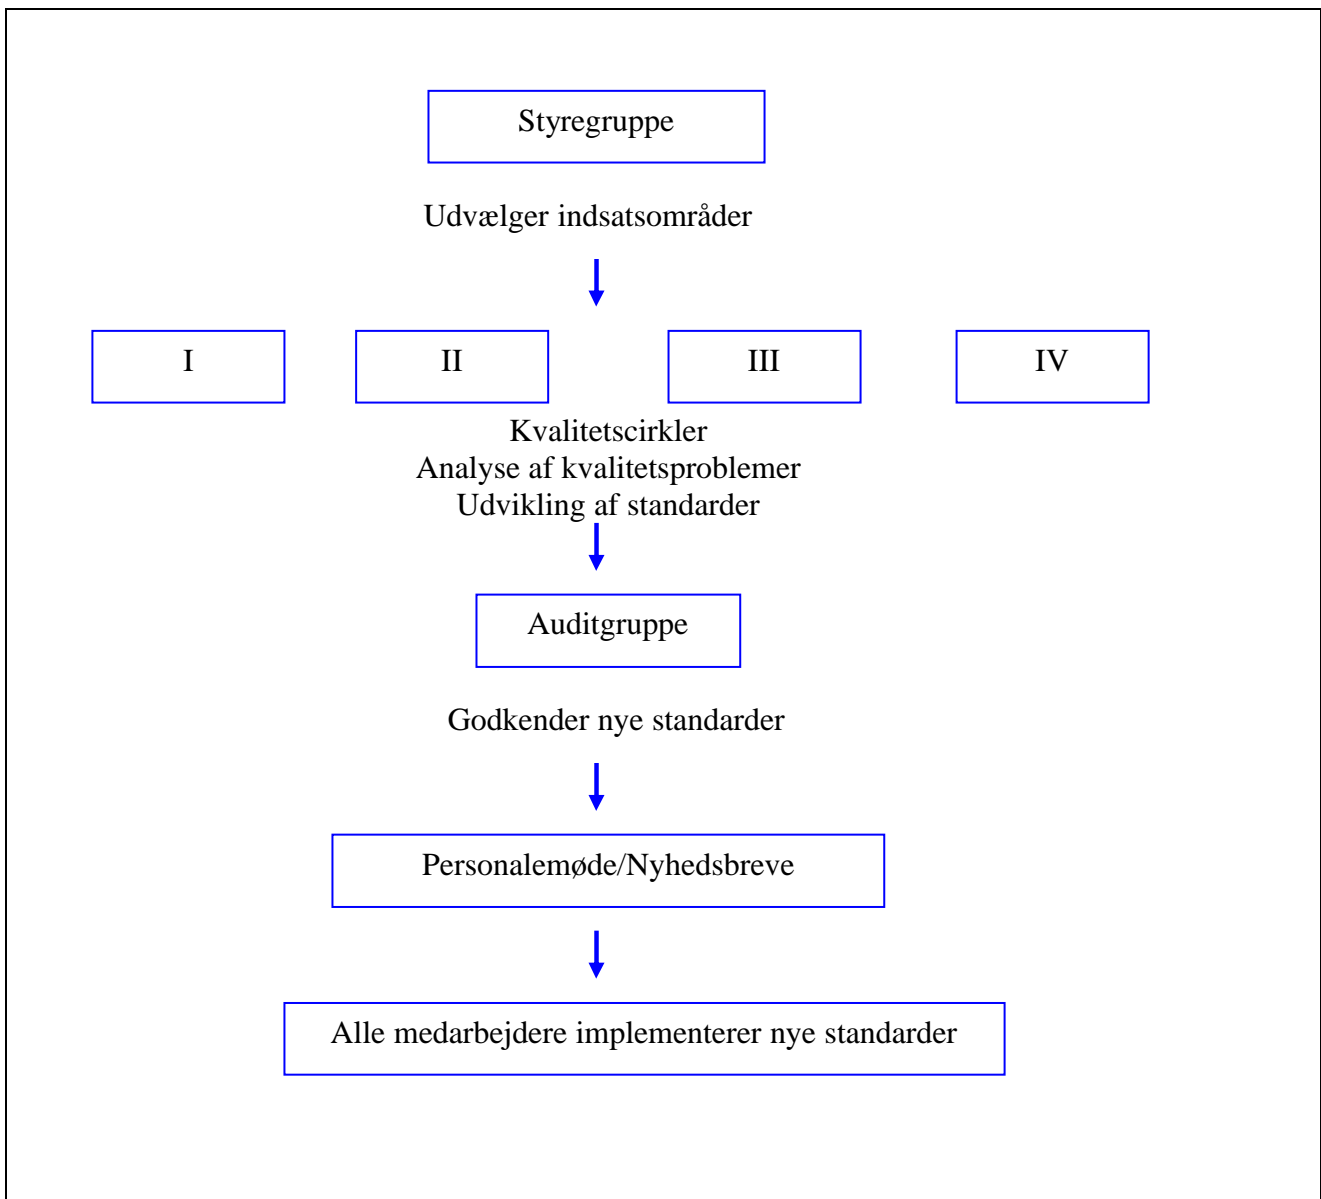 Styregruppe
Udvælger indsatsområder
I II III IV
Kvalitetscirkler
Analyse af kvalitetsproblemer
Udvikling af standarder
Auditgruppe
Godkender nye standarder
Personalemøde/Nyhedsbreve
Alle medarbejdere implementerer nye standarder